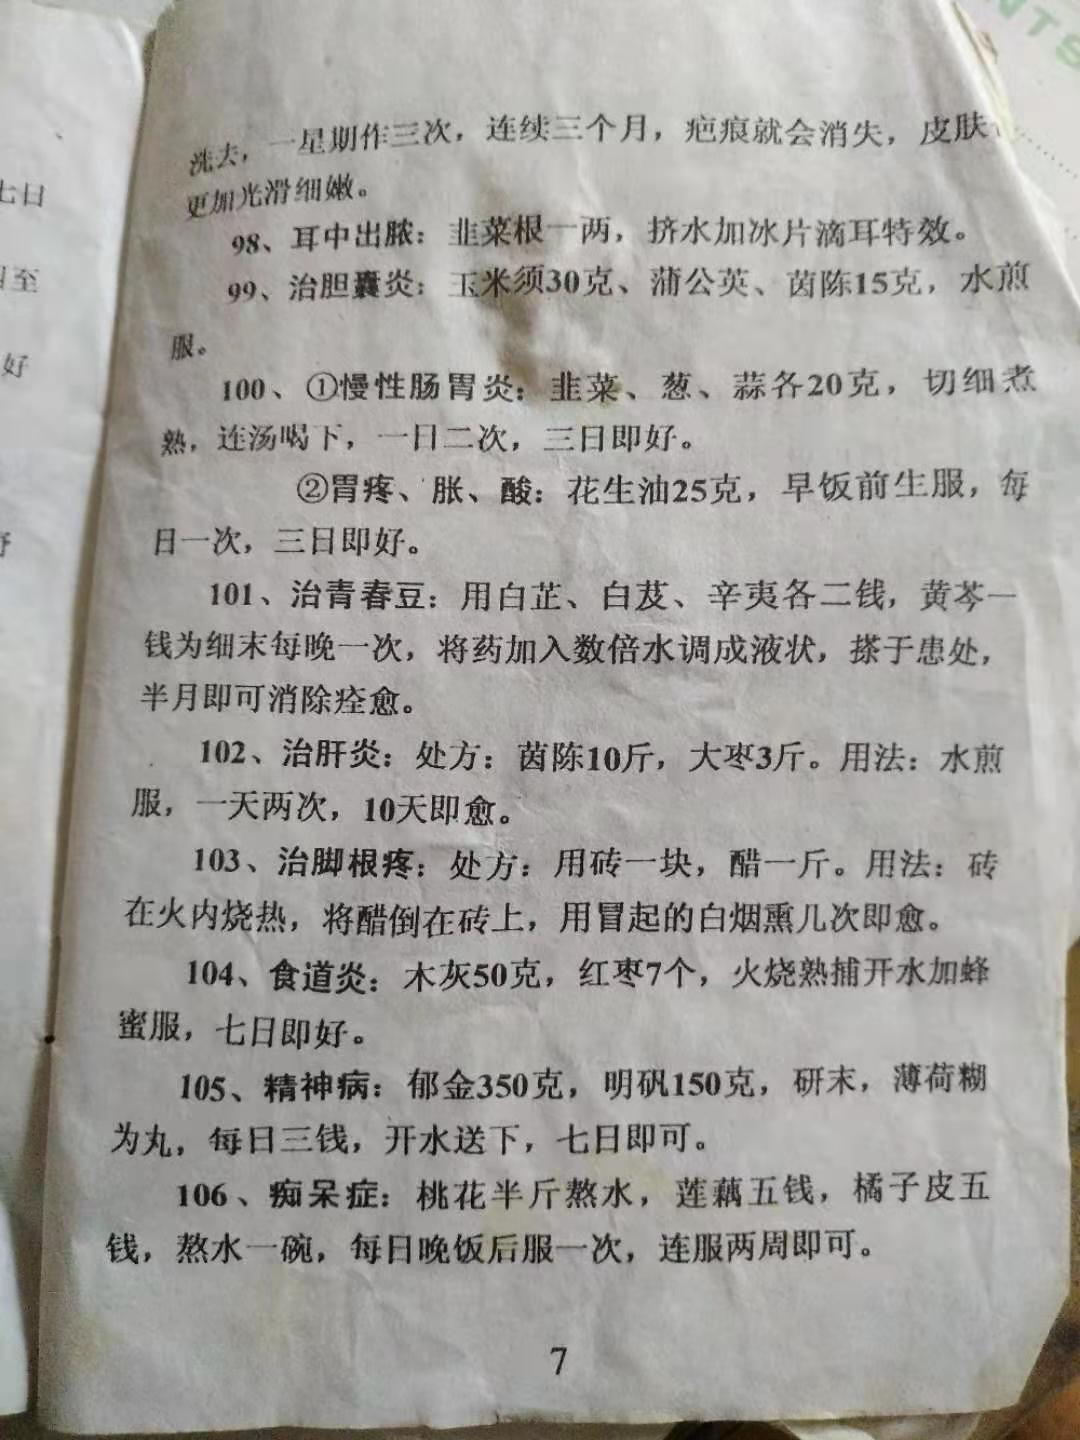 洗去，一星期作三次，连续三个月，疤痕就会消失，皮肤
更加光滑细嫩。
98、耳中出脓：韭菜根一两，挤水加冰片滴耳特效。
99、治胆囊炎：玉米须30克、蒲公英、茵陈15克，水煎
服。
100、①慢性肠胃炎：韭菜、葱、蒜各20克，切细煮
熟，连汤喝下，一日二次，三日即好。
②胃疼、胀、酸：花生油25克，早饭前生服，每
日一次，三日即好。
101、治青春豆：用白芷、白芨、辛夷各二钱，黄芩一
钱为细末每晚一次，将药加入数倍水调成液状，搽于患处，
半月即可消除痊愈。
102、治肝炎：处方：茵陈10斤，大枣3斤。用法：水煎
服，一天两次，10天即愈。
103、治脚根疼：处方：用砖一块，醋一斤。用法：砖
在火内烧热，将醋倒在砖上，用冒起的白烟熏几次即愈。
104、食道炎：木灰50克，红枣7个，火烧熟捕开水加蜂
蜜服，七日即好。
105、精神病：郁金350克，明矾150克，研末，薄荷糊
为丸，每日三钱，开水送下，七日即可。
106、痴呆症：桃花半斤熬水，莲藕五钱，橘子皮五
钱，熬水一碗，每日晚饭后服一次，连服两周即可。
7
七日
至
好
NTS